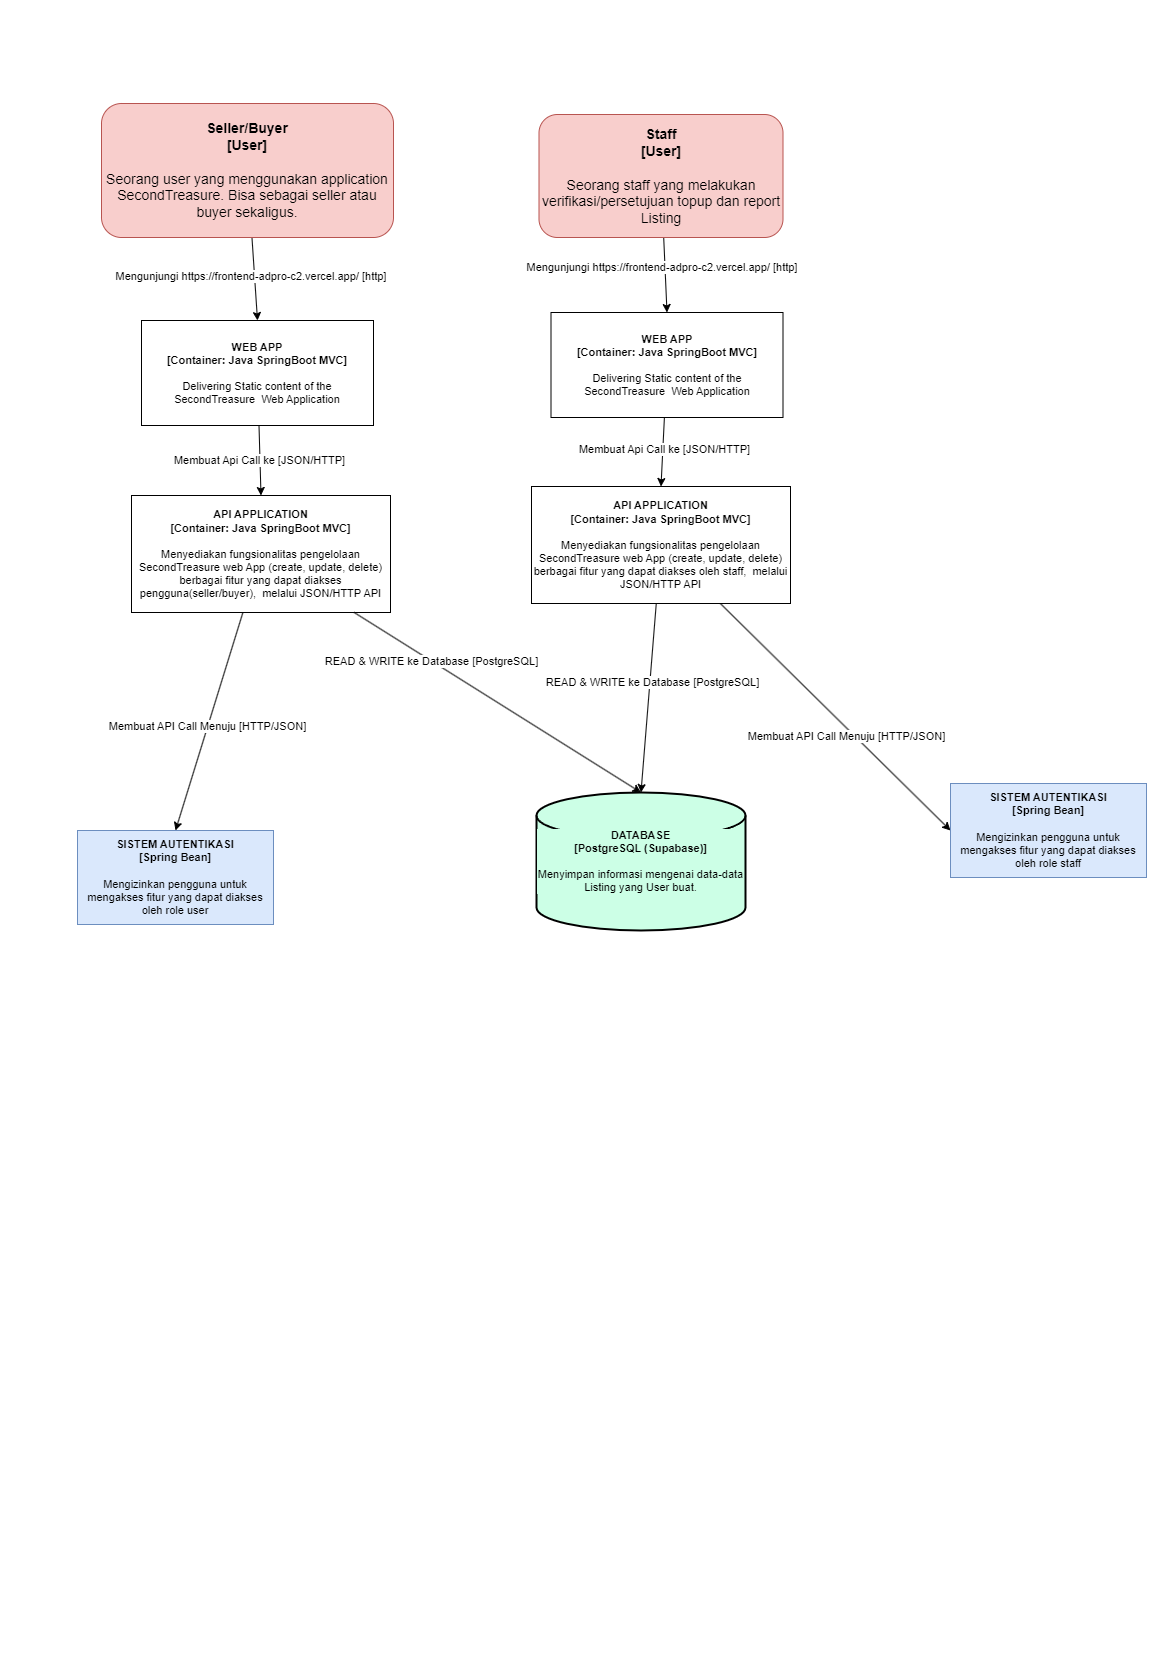 Seller/Buyer
[User]
Seorang user yang menggunakan application
SecondTreasure. Bisa sebagai seller atau
buyer sekaligus.
Staff
[User]
Seorang staff yang melakukan
verifikasi/persetujuan topup dan report
Listing
Mengunjungi https://frontend-adpro-c2.vercel.app/ [http]
Mengunjungi https://frontend-adpro-c2.vercel.app/ [http]
WEB APP
[Container: Java SpringBoot MVC]
Delivering Static content of the
SecondTreasure  Web Application
WEB APP
[Container: Java SpringBoot MVC]
Delivering Static content of the
SecondTreasure  Web Application
Membuat Api Call ke [JSON/HTTP]
Membuat Api Call ke [JSON/HTTP]
API APPLICATION
[Container: Java SpringBoot MVC]
Menyediakan fungsionalitas pengelolaan
SecondTreasure web App (create, update, delete)
berbagai fitur yang dapat diakses
pengguna(seller/buyer),  melalui JSON/HTTP API
API APPLICATION
[Container: Java SpringBoot MVC]
Menyediakan fungsionalitas pengelolaan
SecondTreasure web App (create, update, delete)
berbagai fitur yang dapat diakses oleh staff,  melalui
JSON/HTTP API
READ & WRITE ke Database [PostgreSQL]
READ & WRITE ke Database [PostgreSQL]
Membuat API Call Menuju [HTTP/JSON]
Membuat API Call Menuju [HTTP/JSON]
SISTEM AUTENTIKASI
[Spring Bean]
Mengizinkan pengguna untuk
mengakses fitur yang dapat diakses
oleh role user
DATABASE
[PostgreSQL (Supabase)]
Menyimpan informasi mengenai data-data
Listing yang User buat.
SISTEM AUTENTIKASI
[Spring Bean]
Mengizinkan pengguna untuk
mengakses fitur yang dapat diakses
oleh role staff